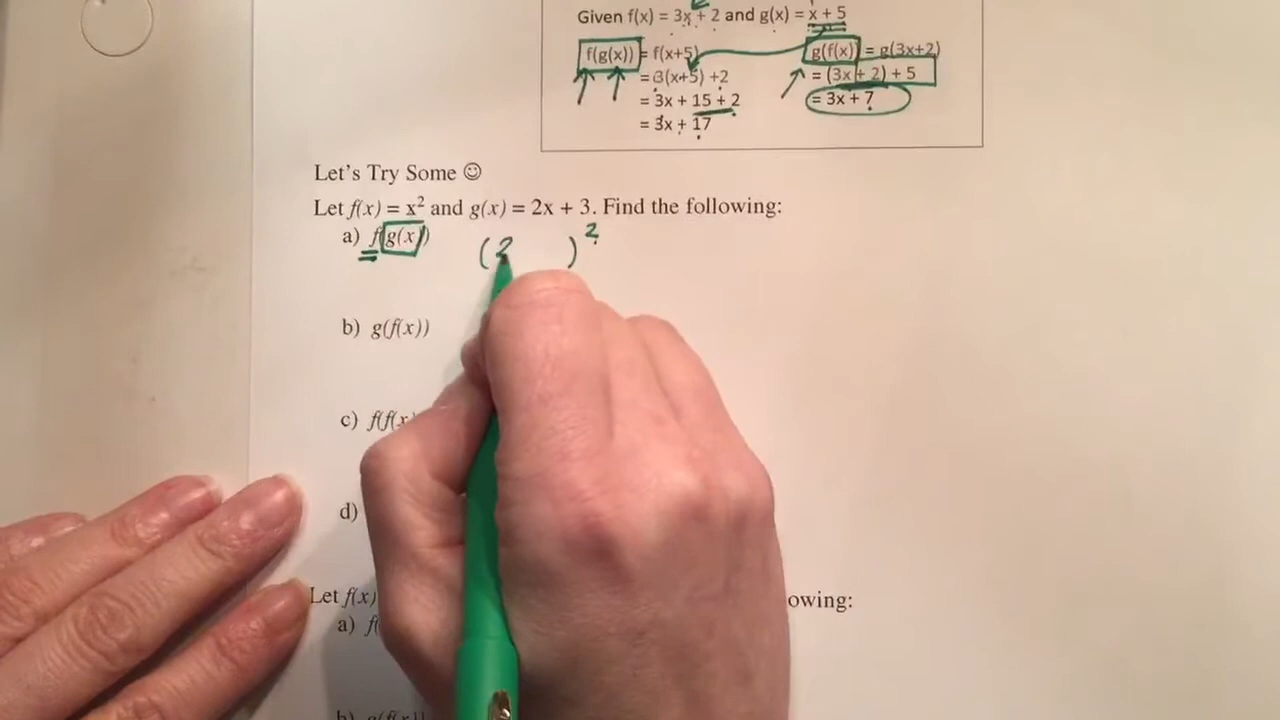 Given f(x) = 3x + 2 and g(x) = x + 5
f(g(x)) = f(x+5)
= 3(x+5) +2
= 3x + 15 + 2
= 3x + 17
g(f(x)) = g(3x+2)
= (3x + 2) + 5
= 3x + 7
Let's Try Some ☺
Let f(x) = x² and g(x) = 2x + 3. Find the following:
a) f(g(x)) (2 )²
b) g(f(x))
c) f(f(x)
d)
Let f(x) owing:
a) f(
b) g(f(x))